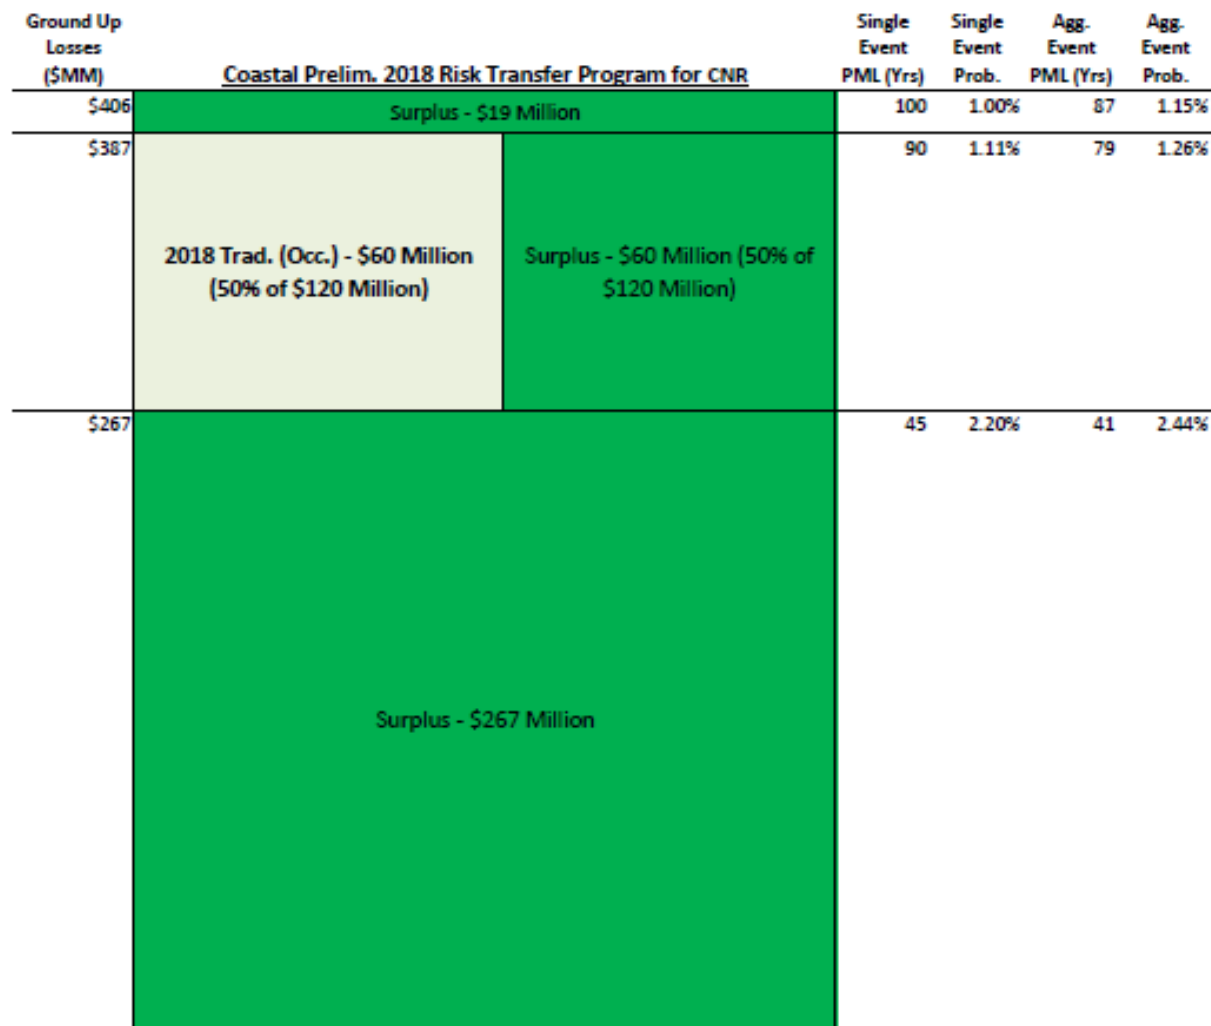 Ground Up
Losses
($MM)
Coastal Prelim. 2018 Risk Transfer Program for CNR
Single
Event
PML (Yrs)
Single
Event
Prob.
Agg.
Event
PML (Yrs)
Agg.
Event
Prob.
$406
Surplus - $19 Million
100 1.00% 87 1.15%
$387
90 1.11% 79 1.26%
2018 Trad. (Occ.) - $60 Million
(50% of $120 Million)
Surplus - $60 Million (50% of
$120 Million)
$267
45 2.20% 41 2.44%
Surplus - $267 Million